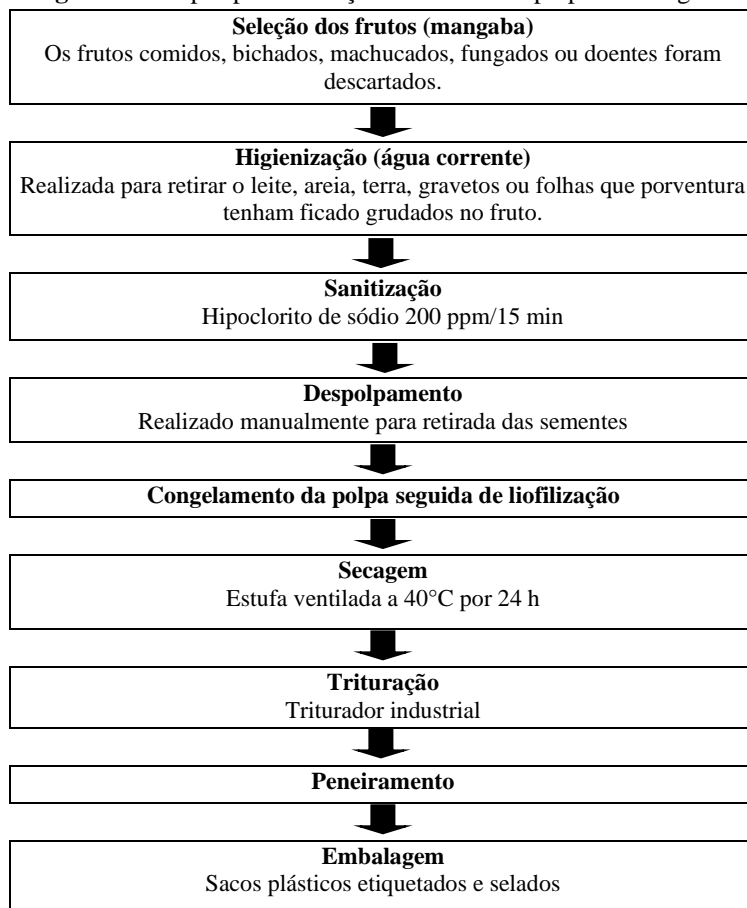 Seleção dos frutos (mangaba)
Os frutos comidos, bichados, machucados, fungados ou doentes foram
descartados.
Higienização (água corrente)
Realizada para retirar o leite, areia, terra, gravetos ou folhas que porventura
tenham ficado grudados no fruto.
Sanitização
Hipoclorito de sódio 200 ppm/15 min
Despolpamento
Realizado manualmente para retirada das sementes
Congelamento da polpa seguida de liofilização
Secagem
Estufa ventilada a 40°C por 24 h
Trituração
Triturador industrial
Peneiramento
Embalagem
Sacos plásticos etiquetados e selados